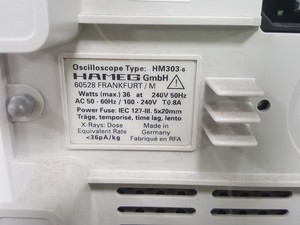 Oscilloscope Type: HM303-6
HAMEG GmbH
60528 FRANKFURT / M
Watts (max.) 36 at 240V 50Hz
AC 50 - 60Hz / 100 - 240V T0.8A
Power Fuse: IEC 127-III. 5x20mm
Träge, temporisé, time lag, lento
X-Rays: Dose
Equivalent Rate
<36pA/kg
Made in
Germany
Fabriqué en RFA